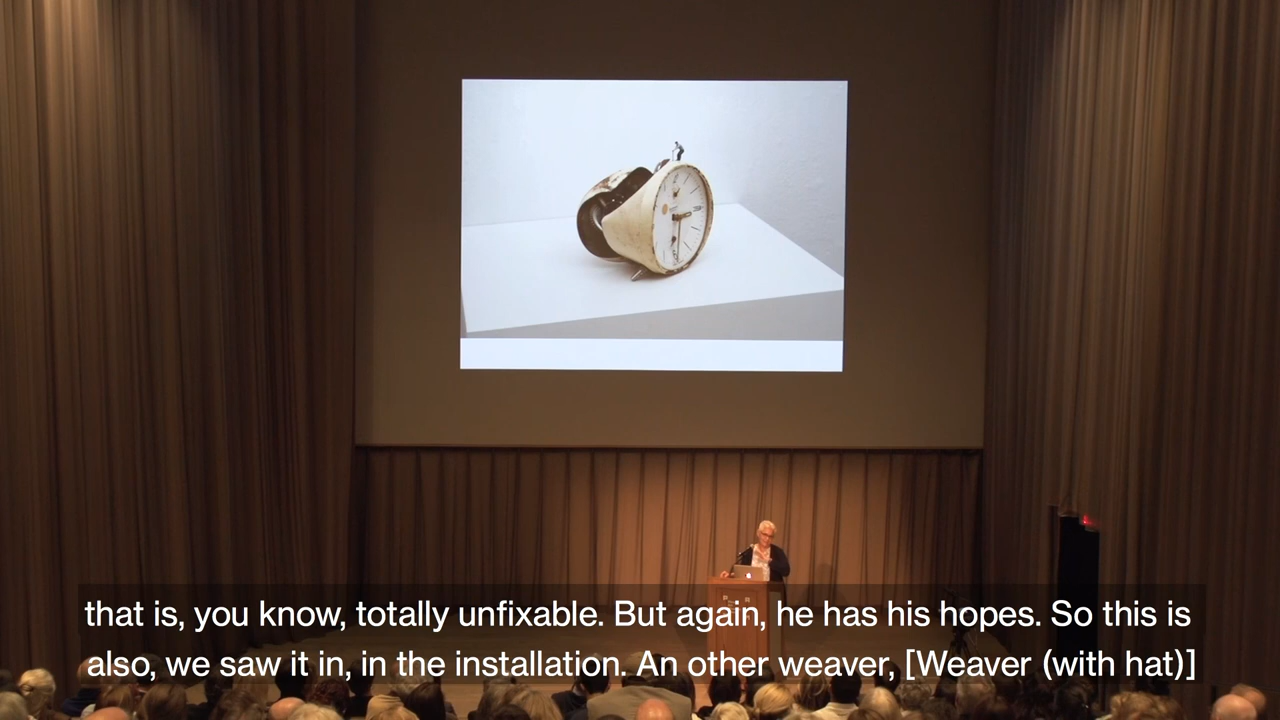 that is, you know, totally unfixable. But again, he has his hopes. So this is
also, we saw it in, in the installation. An other weaver, [Weaver (with hat)]